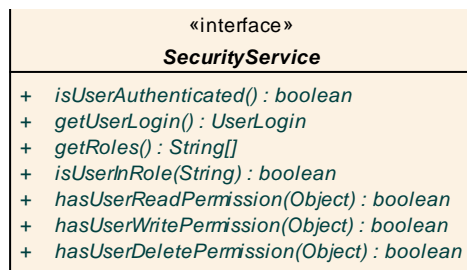 «interface»
SecurityService
+ isUserAuthenticated() : boolean
+ getUserLogin() : UserLogin
+ getRoles() : String[]
+ isUserInRole(String) : boolean
+ hasUserReadPermission(Object) : boolean
+ hasUserWritePermission(Object) : boolean
+ hasUserDeletePermission(Object) : boolean